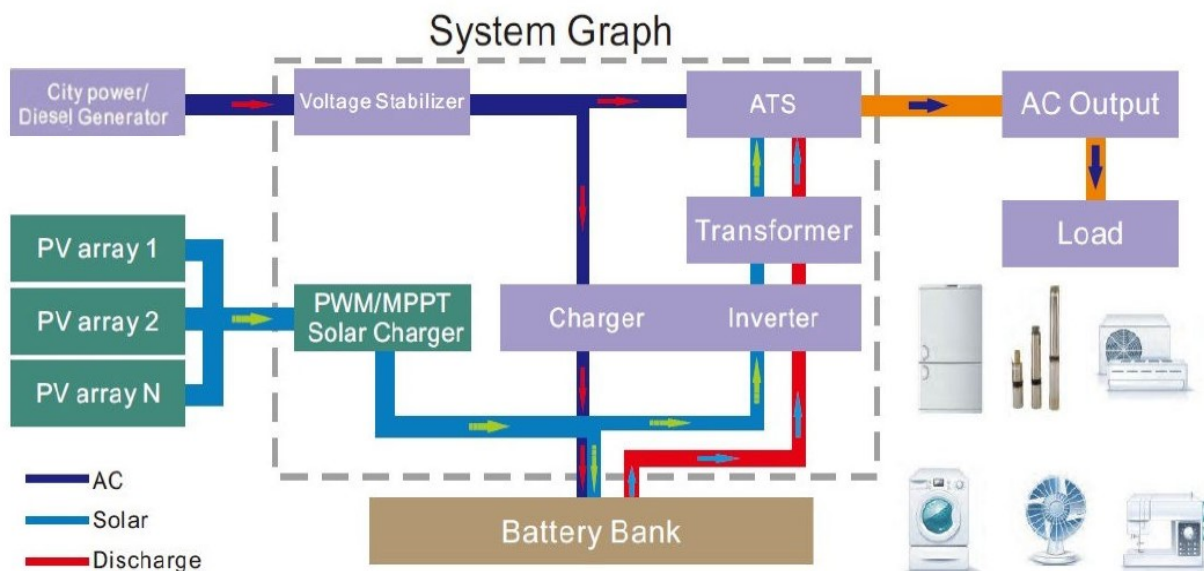 System Graph
City power/
Diesel Generator
Voltage Stabilizer
ATS
AC Output
Transformer
Load
PV array 1
PV array 2
PV array N
PWM/MPPT
Solar Charger
Charger
Inverter
AC
Solar
Discharge
Battery Bank